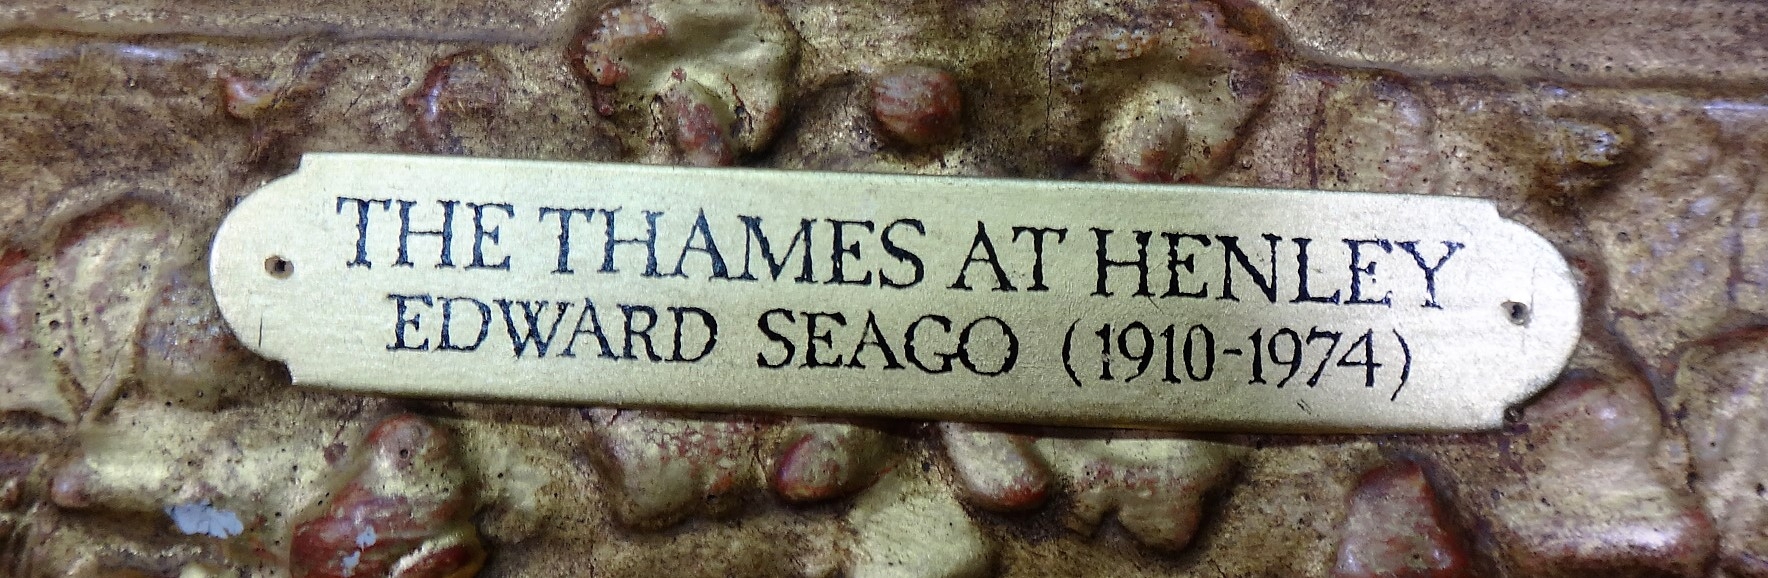 THE THAMES AT HENLEY
EDWARD SEAGO (1910-1974)